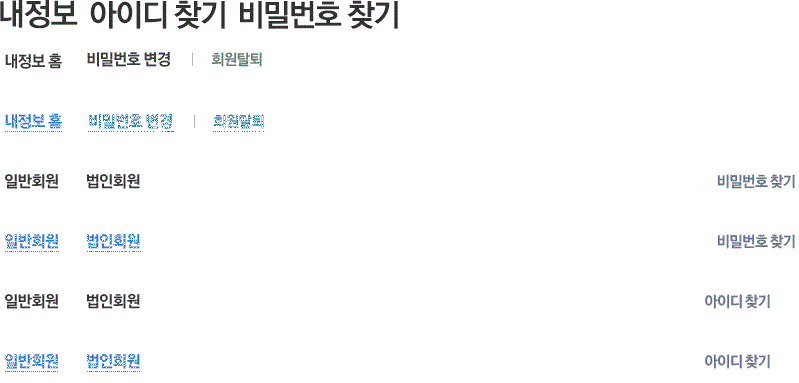 내정보 아이디 찾기 비밀번호 찾기
내정보 홈 비밀번호 변경 | 회원탈퇴
내정보 홈 비밀번호 변경 | 회원탈퇴
일반회원 법인회원 비밀번호 찾기
일반회원 법인회원 비밀번호 찾기
일반회원 법인회원 아이디 찾기
일반회원 법인회원 아이디 찾기